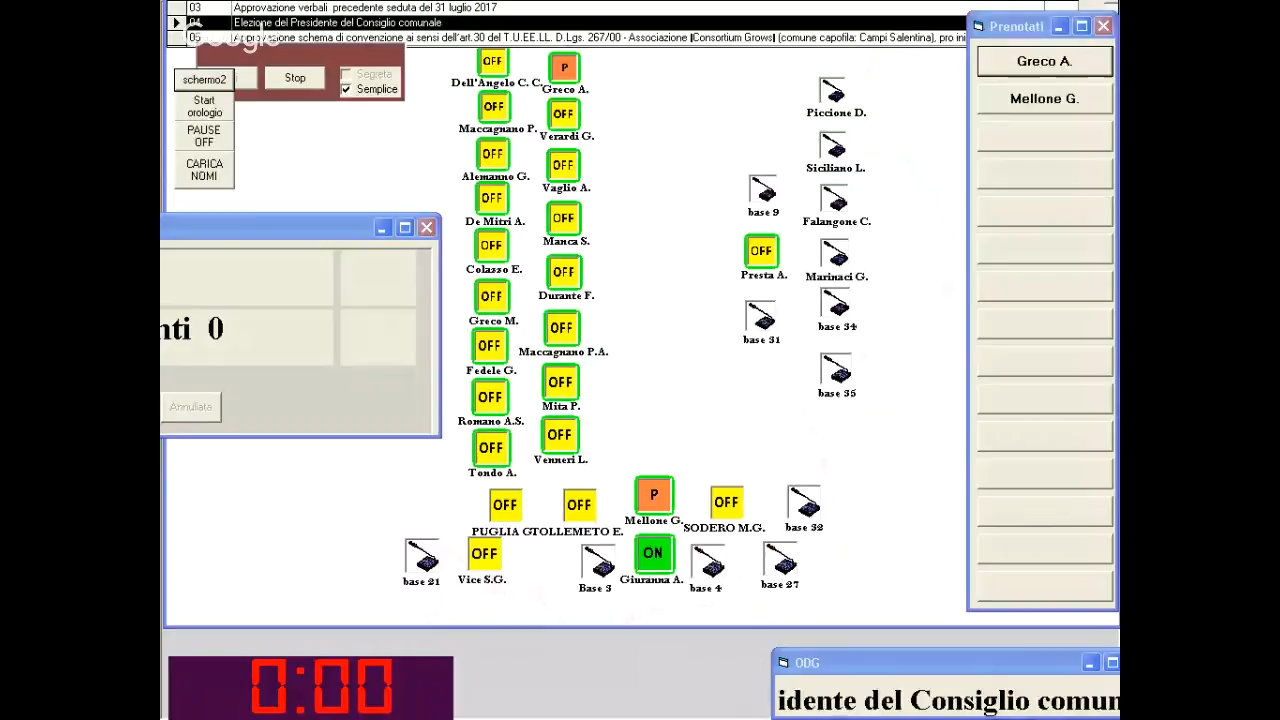 03 Approvazione verbali precedente seduta del 31 luglio 2017
04 Elezione del Presidente del Consiglio comunale
05 Approvazione schema di convenzione ai sensi dell'art.30 del T.U.EE.LL. D.Lgs. 267/00 - Associazione |Consortium Grows| (comune capofila: Campi Salentina), pro ini
Google
Prenotati
Greco A.
Mellone G.
schermo2
Stop
Segreta
Semplice
Start
orologio
PAUSE
OFF
CARICA
NOMI
OFF
Dell'Angelo C. C.
P
Greco A.
OFF
Maccagnano P.
OFF
Verardi G.
OFF
Alemanno G.
OFF
Vaglio A.
OFF
De Mitri A.
OFF
Manca S.
OFF
Colazzo E.
OFF
Durante F.
OFF
Greco M.
OFF
Maccagnano P.A.
OFF
Fedele G.
OFF
Mita P.
OFF
Romano A.S.
OFF
Venneri L.
OFF
Tondo A.
Piccione D.
Siciliano L.
base 9
Falangone C.
OFF
Presta A.
Marinaci G.
base 34
base 31
base 35
nti 0
Annullata
OFF
PUGLIA G
OFF
TOLLEMETO E.
P
Mellone G.
OFF
SODERO M.G.
base 32
base 21
OFF
Vice S.G.
Base 3
ON
Giuranna A.
base 4
base 27
0:00
ODG
idente del Consiglio comun